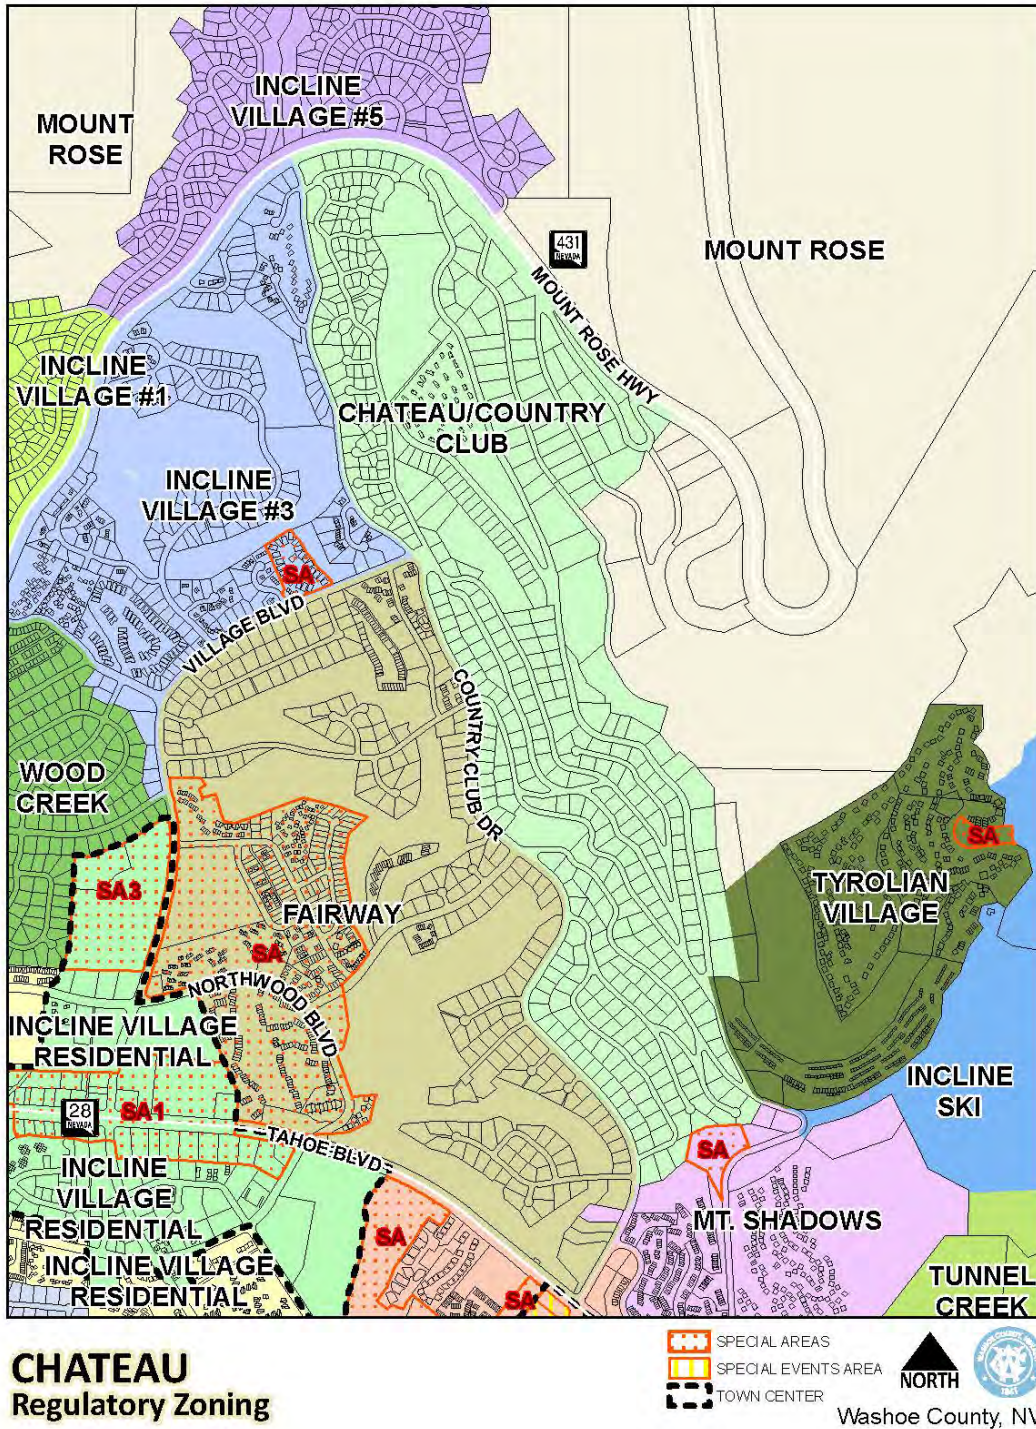 INCLINE
VILLAGE #5
MOUNT
ROSE
431
NEVADA
MOUNT ROSE
MOUNT ROSE HWY
INCLINE
VILLAGE #1
CHATEAU/COUNTRY
CLUB
INCLINE
VILLAGE #3
SA
VILLAGE BLVD
COUNTRY CLUB DR
WOOD
CREEK
SA
TYROLIAN
VILLAGE
SA3
FAIRWAY
SA
NORTHWOOD BLVD
INCLINE VILLAGE
RESIDENTIAL
INCLINE
SKI
28
NEVADA
SA1
TAHOE BLVD
SA
INCLINE
VILLAGE
RESIDENTIAL
MT. SHADOWS
SA
INCLINE VILLAGE
RESIDENTIAL
SA
TUNNEL
CREEK
CHATEAU
Regulatory Zoning
SPECIAL AREAS
SPECIAL EVENTS AREA
TOWN CENTER
NORTH
Washoe County, NV